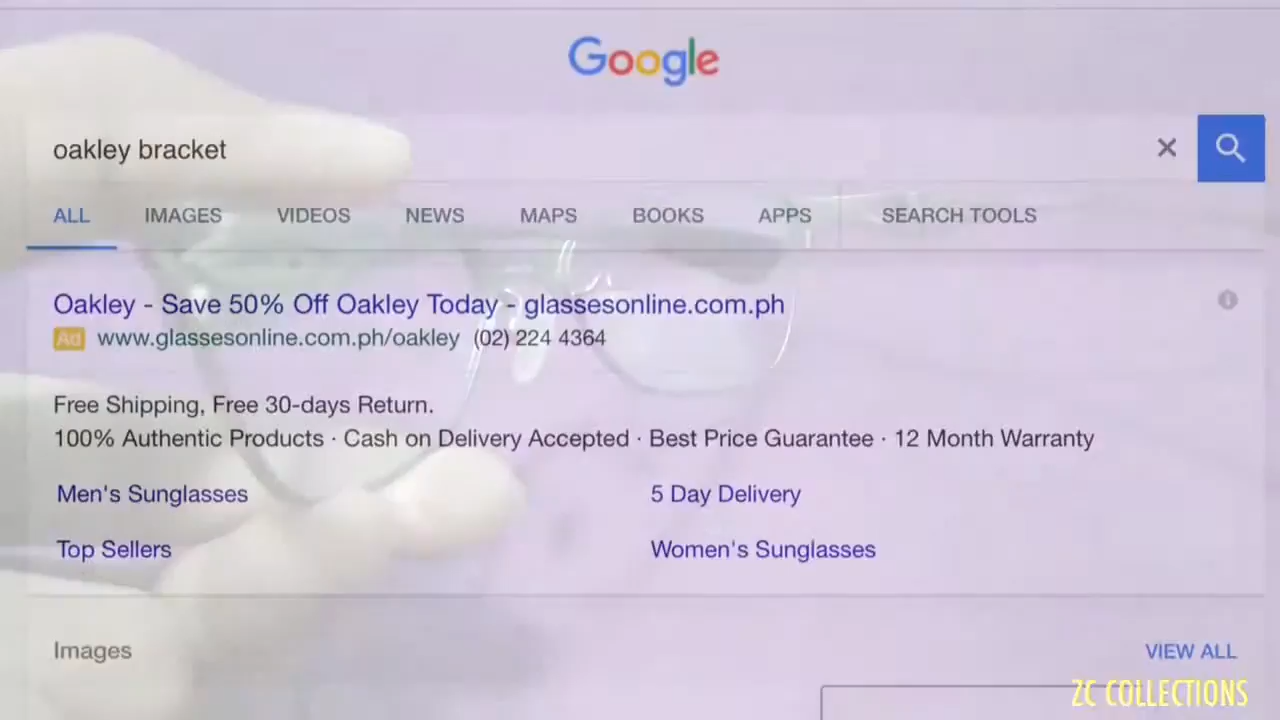 Google
oakley bracket
ALL IMAGES VIDEOS NEWS MAPS BOOKS APPS SEARCH TOOLS
Oakley - Save 50% Off Oakley Today - glassesonline.com.ph
Ad www.glassesonline.com.ph/oakley (02) 224 4364
Free Shipping, Free 30-days Return.
100% Authentic Products · Cash on Delivery Accepted · Best Price Guarantee · 12 Month Warranty
Men's Sunglasses 5 Day Delivery
Top Sellers Women's Sunglasses
Images VIEW ALL
ZC COLLECTIONS